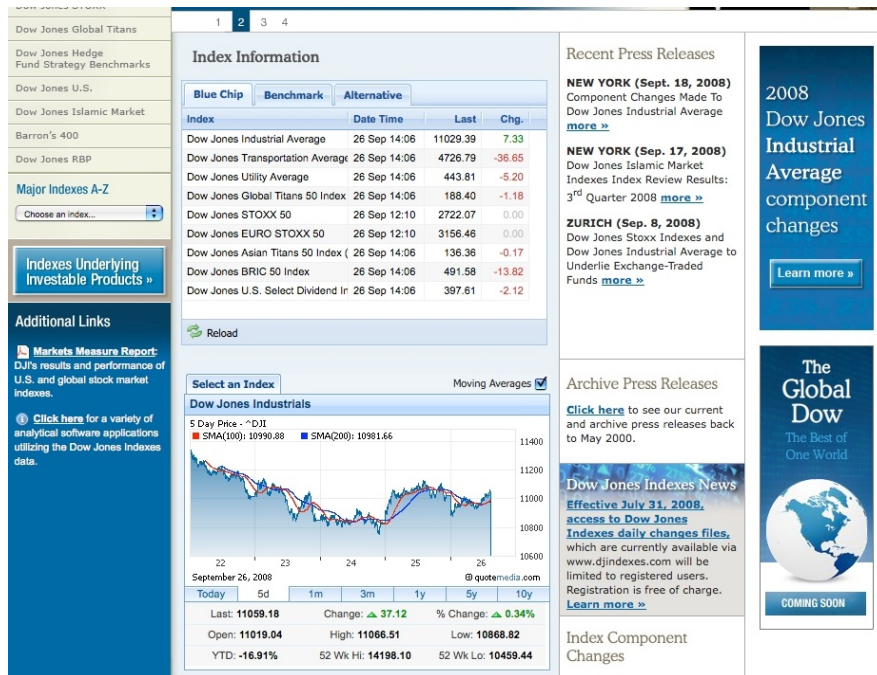 Dow Jones Global Titans
Dow Jones Hedge
Fund Strategy Benchmarks
Dow Jones U.S.
Dow Jones Islamic Market
Barron's 400
Dow Jones RBP
Major Indexes A-Z
Choose an index...
Indexes Underlying
Investable Products »
Additional Links
Markets Measure Report:
DJI's results and performance of
U.S. and global stock market
indexes.
Click here for a variety of
analytical software applications
utilizing the Dow Jones Indexes
data.
1 2 3 4
Index Information
Blue Chip Benchmark Alternative
Index Date Time Last Chg.
Dow Jones Industrial Average 26 Sep 14:06 11029.39 7.33
Dow Jones Transportation Average 26 Sep 14:06 4726.79 -36.65
Dow Jones Utility Average 26 Sep 14:06 443.81 -5.20
Dow Jones Global Titans 50 Index 26 Sep 14:06 188.40 -1.18
Dow Jones STOXX 50 26 Sep 12:10 2722.07 0.00
Dow Jones EURO STOXX 50 26 Sep 12:10 3156.46 0.00
Dow Jones Asian Titans 50 Index ( 26 Sep 14:06 136.36 -0.17
Dow Jones BRIC 50 Index 26 Sep 14:06 491.58 -13.82
Dow Jones U.S. Select Dividend In 26 Sep 14:06 397.61 -2.12
Reload
Select an Index Moving Averages
Dow Jones Industrials
5 Day Price - ^DJI
SMA(100): 10990.88 SMA(200): 10981.66
11400
11200
11000
10800
10600
22 23 24 25 26
September 26, 2008 quotemedia.com
Today 5d 1m 3m 1y 5y 10y
Last: 11059.18 Change: 37.12 % Change: 0.34%
Open: 11019.04 High: 11066.51 Low: 10868.82
YTD: -16.91% 52 Wk Hi: 14198.10 52 Wk Lo: 10459.44
Recent Press Releases
NEW YORK (Sept. 18, 2008)
Component Changes Made To
Dow Jones Industrial Average
more »
NEW YORK (Sep. 17, 2008)
Dow Jones Islamic Market
Indexes Index Review Results:
3rd Quarter 2008 more »
ZURICH (Sep. 8, 2008)
Dow Jones Stoxx Indexes and
Dow Jones Industrial Average to
Underlie Exchange-Traded
Funds more »
Archive Press Releases
Click here to see our current
and archive press releases back
to May 2000.
Dow Jones Indexes News
Effective July 31, 2008,
access to Dow Jones
Indexes daily changes files,
which are currently available via
www.djindexes.com will be
limited to registered users.
Registration is free of charge.
Learn more »
Index Component
Changes
2008
Dow Jones
Industrial
Average
component
changes
Learn more »
The
Global
Dow
The Best of
One World
COMING SOON